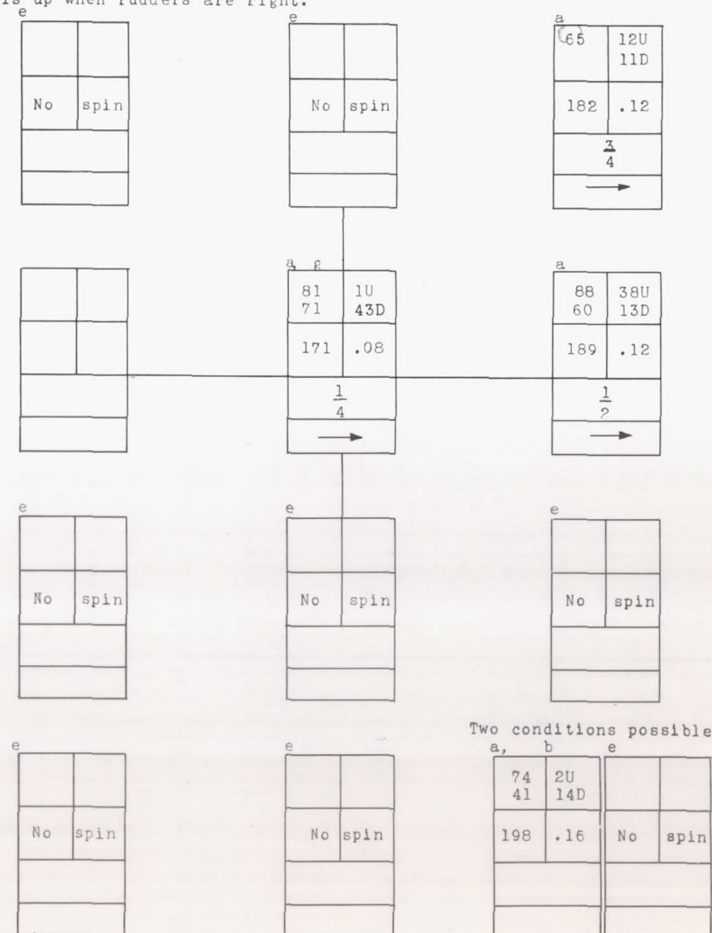 up when rudders are right.
e e a
65 12U
11D
No spin No spin 182 .12
3
4
a, g a
81 1U 88 38U
71 43D 60 13D
171 .08 189 .12
1 1
4 2
e e e
No spin No spin No spin
Two conditions possible
e e a, b e
74 2U
41 14D
No spin No spin 198 .16 No spin